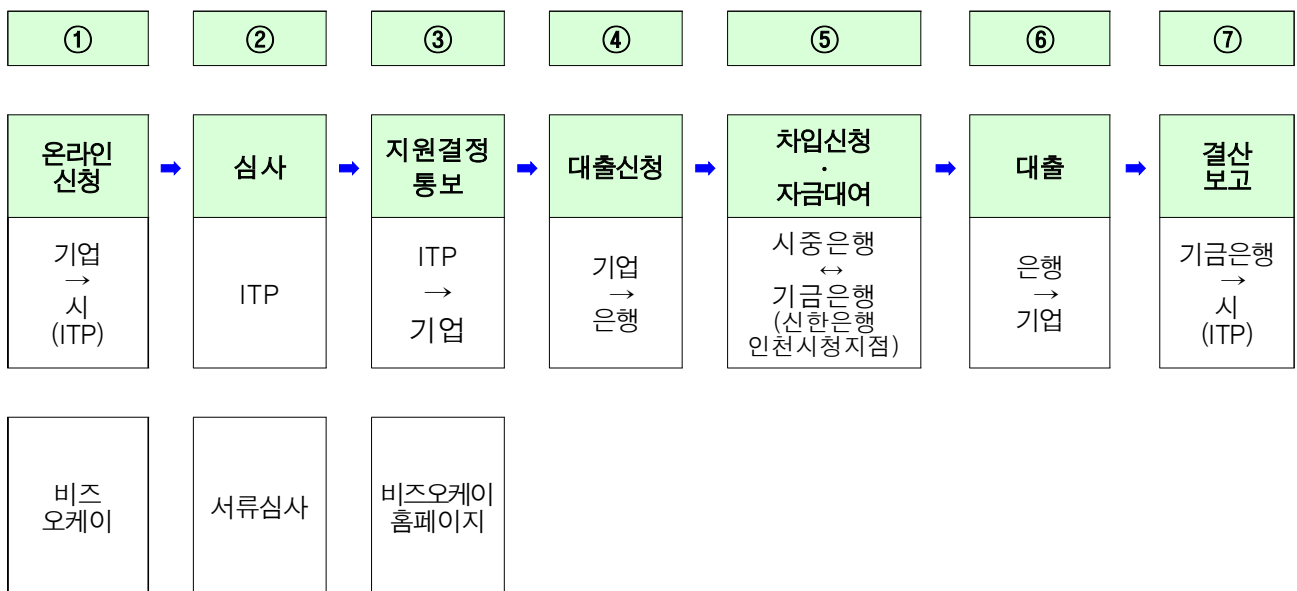 ①
②
③
④
⑤
⑥
⑦
온라인
신청
➡
심사
➡
지원결정
통보
➡
대출신청
➡
차입신청
·
자금대여
➡
대출
➡
결산
보고
기업
→
시
(ITP)
ITP
ITP
→
기업
기업
→
은행
시중은행
↔
기금은행
(신한은행
인천시청지점)
은행
→
기업
기금은행
→
시
(ITP)
비즈
오케이
서류심사
비즈오케이
홈페이지